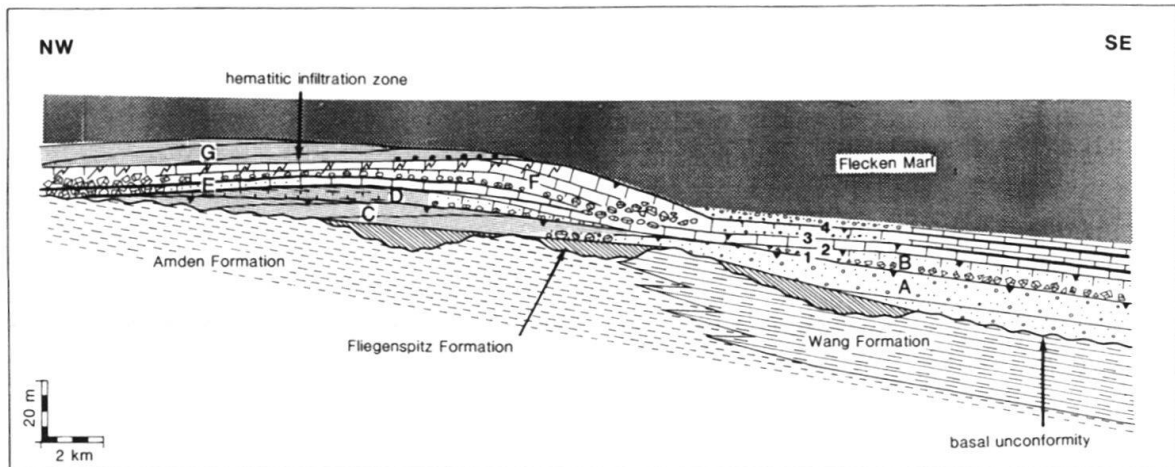 NW
SE
hematitic infiltration zone
Flecken Marl
G
F
E
D
C
4
3
2
1
B
A
Amden Formation
Fliegenspitz Formation
Wang Formation
20 m
2 km
basal unconformity